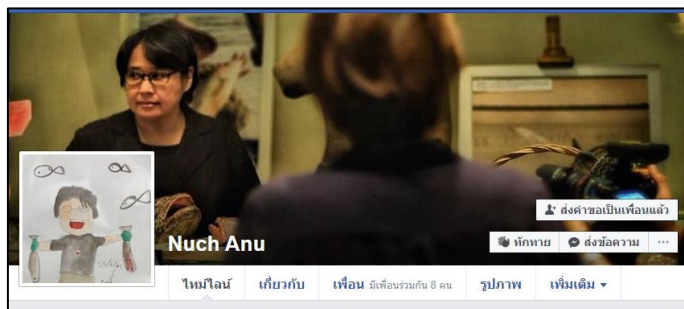 ส่งคำขอเป็นเพื่อนแล้ว
Nuch Anu
ทักทาย ส่งข้อความ ...
ไทม์ไลน์ เกี่ยวกับ เพื่อน มีเพื่อนร่วมกัน 8 คน รูปภาพ เพิ่มเติม